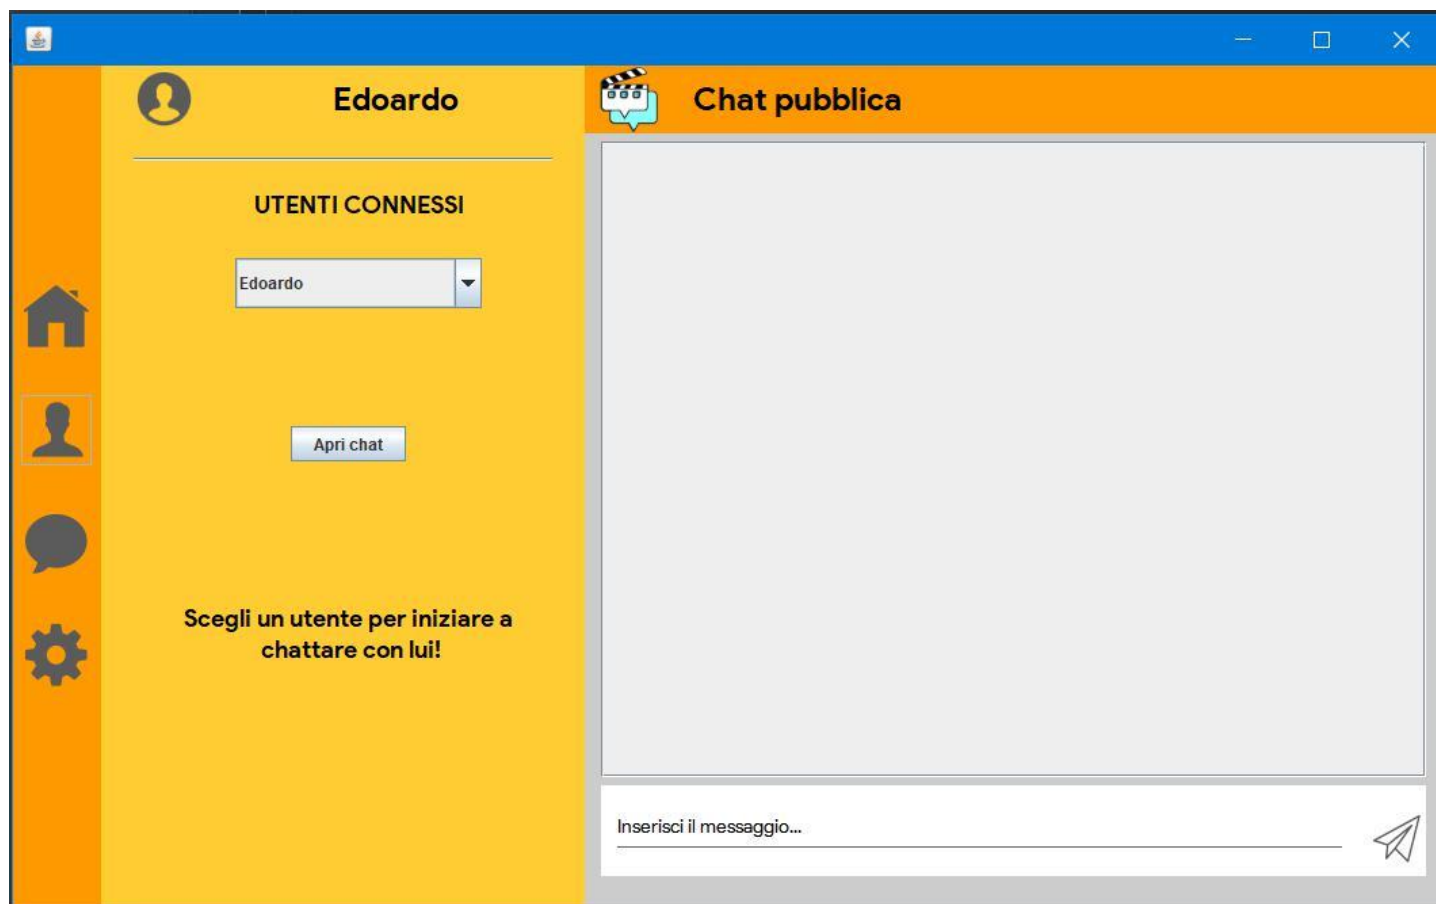 Edoardo
UTENTI CONNESSI
Edoardo
Apri chat
Scegli un utente per iniziare a
chattare con lui!
Chat pubblica
Inserisci il messaggio...